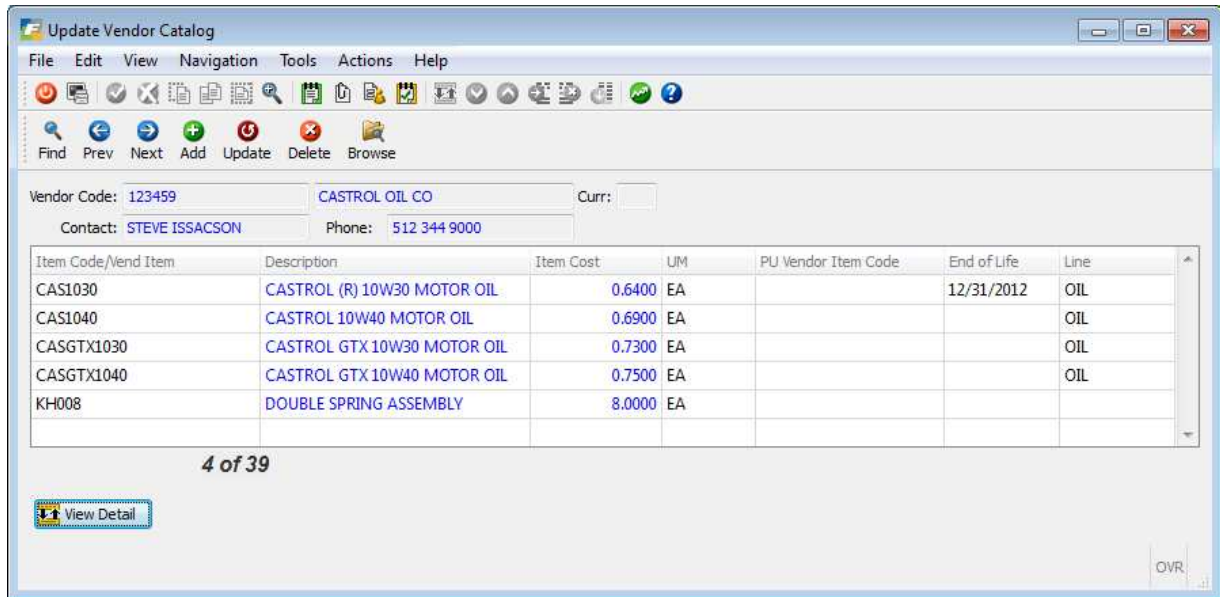 Update Vendor Catalog
File Edit View Navigation Tools Actions Help
Find Prev Next Add Update Delete Browse
Vendor Code: 123459 CASTROL OIL CO Curr:
Contact: STEVE ISSACSON Phone: 512 344 9000
Item Code/Vend Item Description Item Cost UM PU Vendor Item Code End of Life Line
CAS1030 CASTROL (R) 10W30 MOTOR OIL 0.6400 EA 12/31/2012 OIL
CAS1040 CASTROL 10W40 MOTOR OIL 0.6900 EA OIL
CASGTX1030 CASTROL GTX 10W30 MOTOR OIL 0.7300 EA OIL
CASGTX1040 CASTROL GTX 10W40 MOTOR OIL 0.7500 EA OIL
KH008 DOUBLE SPRING ASSEMBLY 8.0000 EA
4 of 39
View Detail
OVR